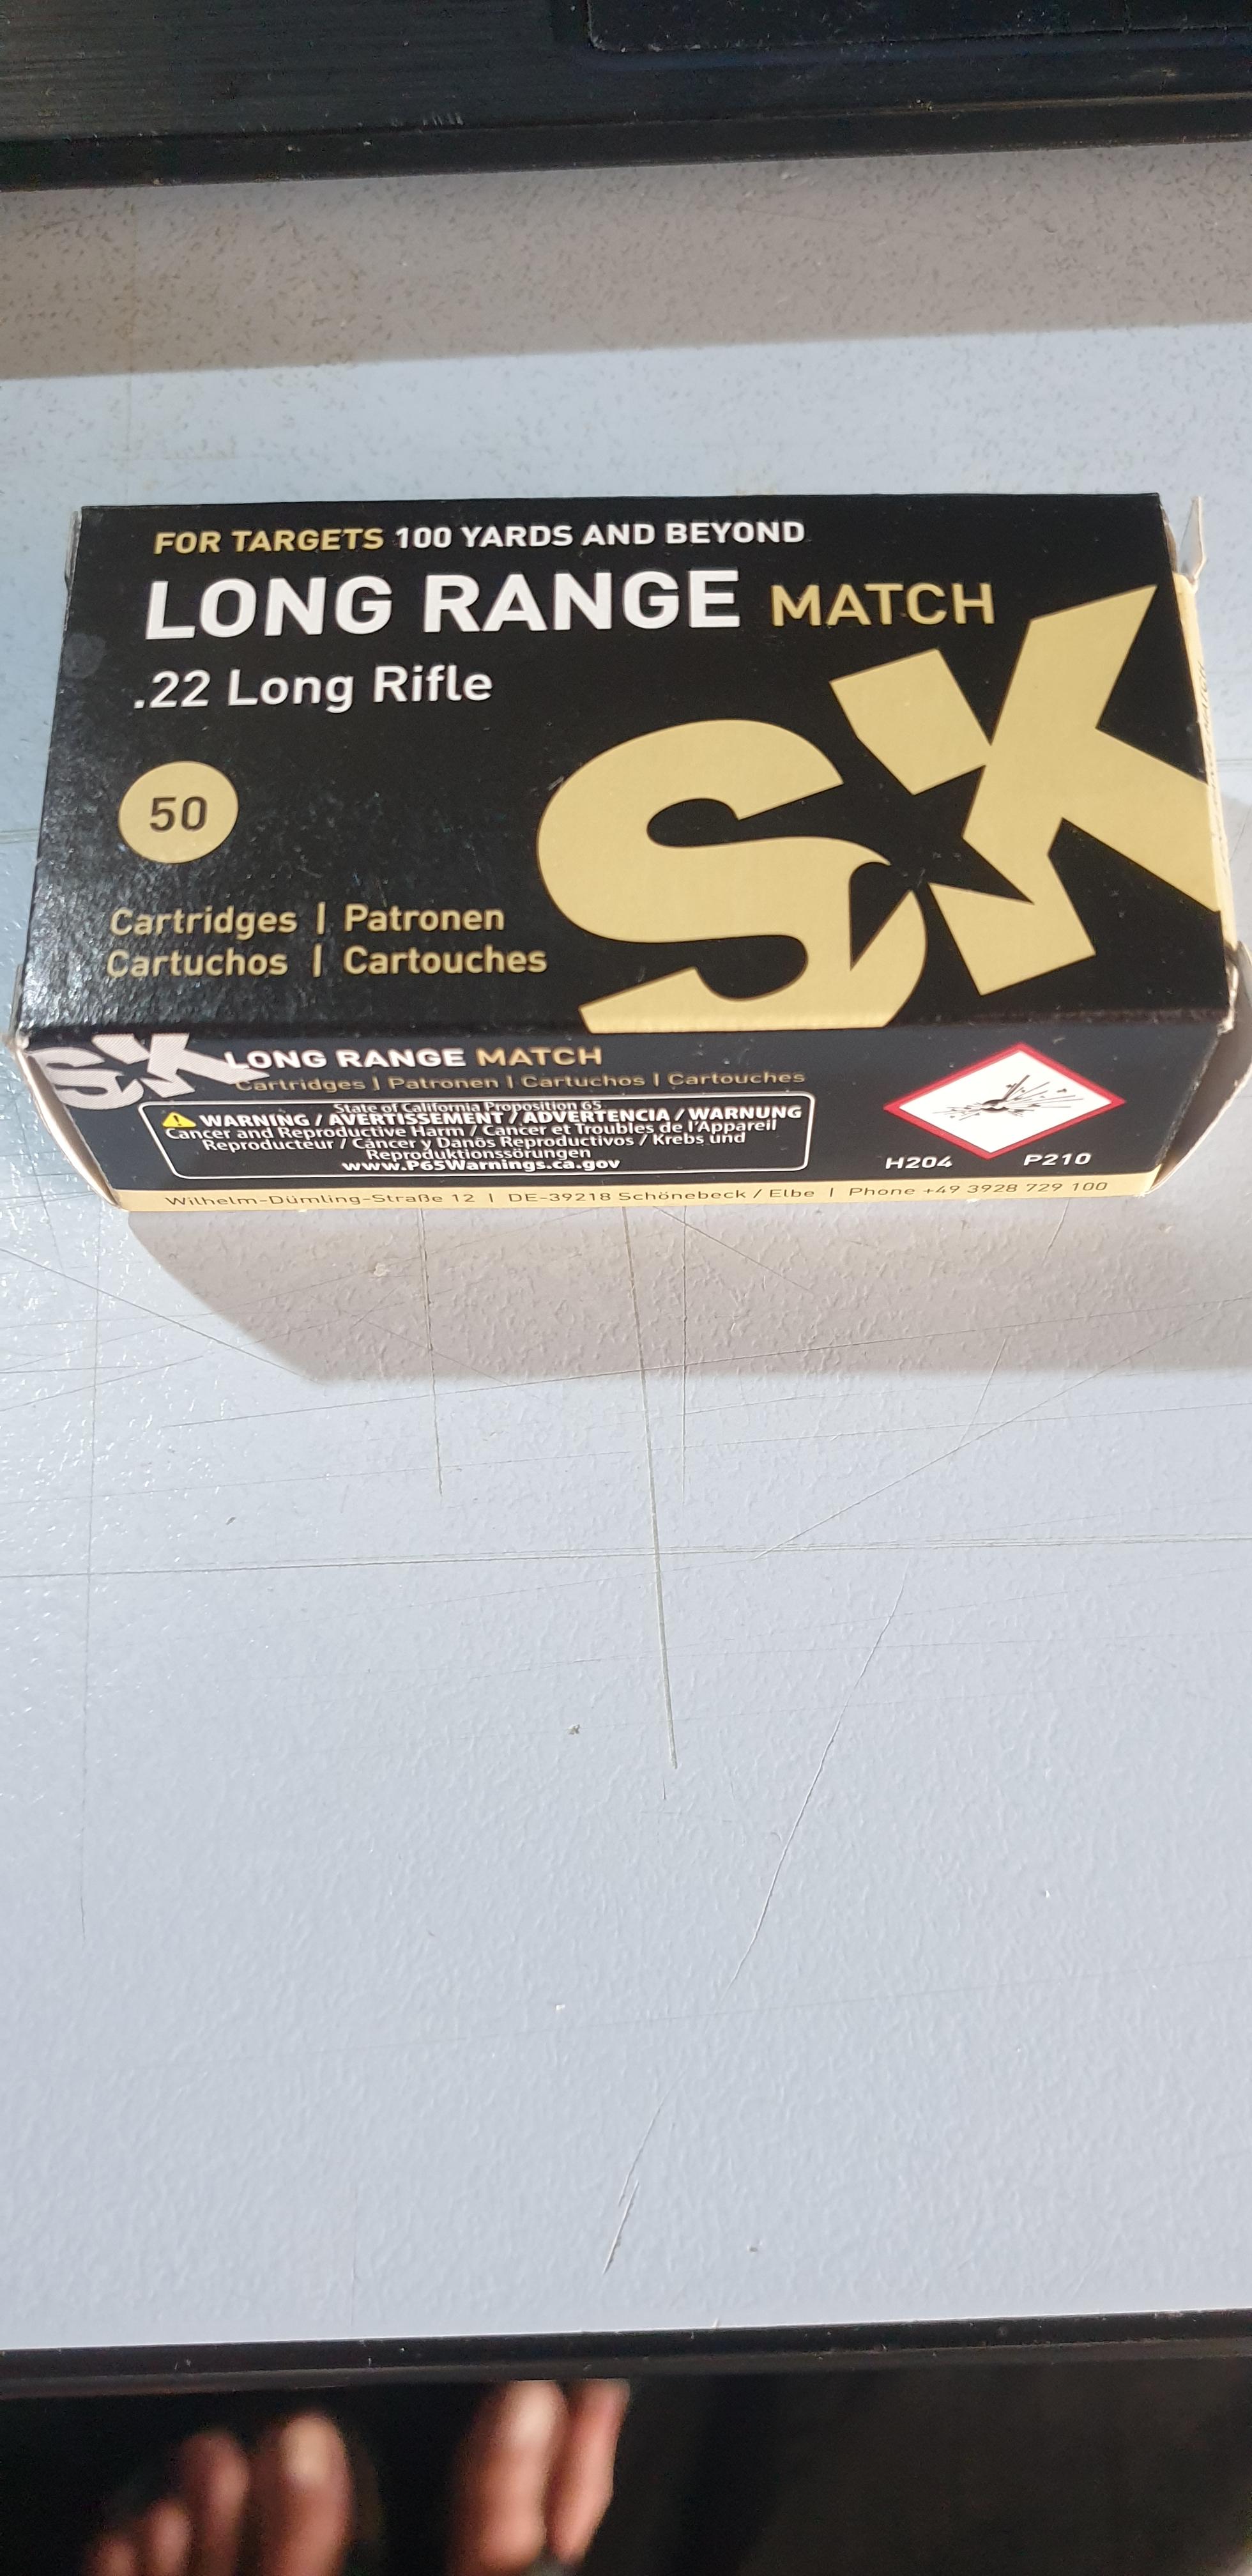 FOR TARGETS 100 YARDS AND BEYOND
LONG RANGE MATCH
.22 Long Rifle
SK
50
Cartridges | Patronen
Cartuchos | Cartouches
SK LONG RANGE MATCH
Cartridges | Patronen | Cartuchos | Cartouches
State of California Proposition 65
WARNING / AVERTISSEMENT / ADVERTENCIA / WARNUNG
Cancer and Reproductive Harm / Cancer et Troubles de l'Appareil
Reproducteur / Cáncer y Danõs Reproductivos / Krebs und
Reproduktionssörungen
www.P65Warnings.ca.gov
H204 P210
Wilhelm-Dümling-Straße 12 | DE-39218 Schönebeck / Elbe | Phone +49 3928 729 100